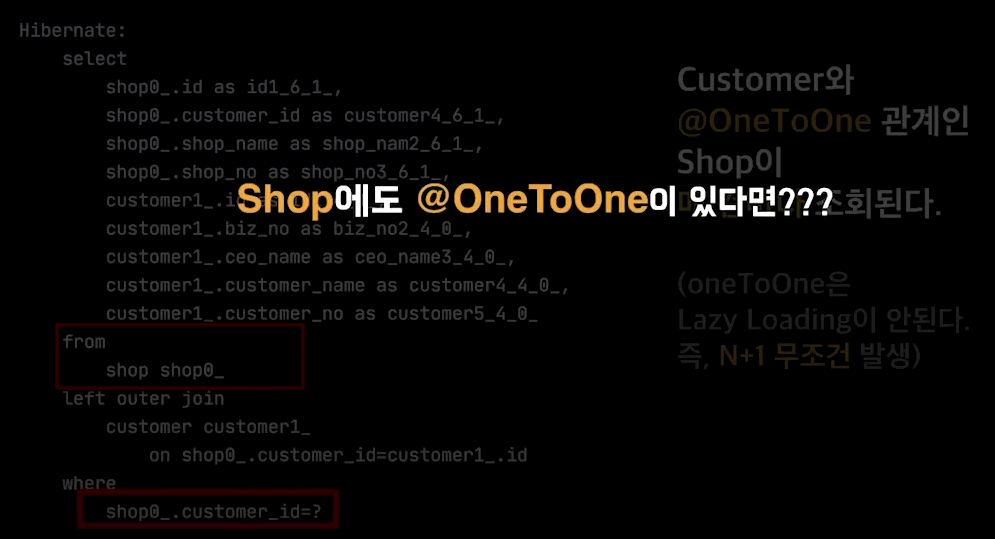 Hibernate:
select
shop0_.id as id1_6_1_,
shop0_.customer_id as customer4_6_1_,
shop0_.shop_name as shop_nam2_6_1_,
shop0_.shop_no as shop_no3_6_1_,
customer1_.i
customer1_.biz_no as biz_no2_4_0_,
customer1_.ceo_name as ceo_name3_4_0_,
customer1_.customer_name as customer4_4_0_,
customer1_.customer_no as customer5_4_0_
from
shop shop0_
left outer join
customer customer1_
on shop0_.customer_id=customer1_.id
where
shop0_.customer_id=?
Shop에도 @OneToOne이 있다면???
Customer와
@OneToOne 관계인
Shop이
조회된다.
(oneToOne은
Lazy Loading이 안된다.
즉, N+1 무조건 발생)